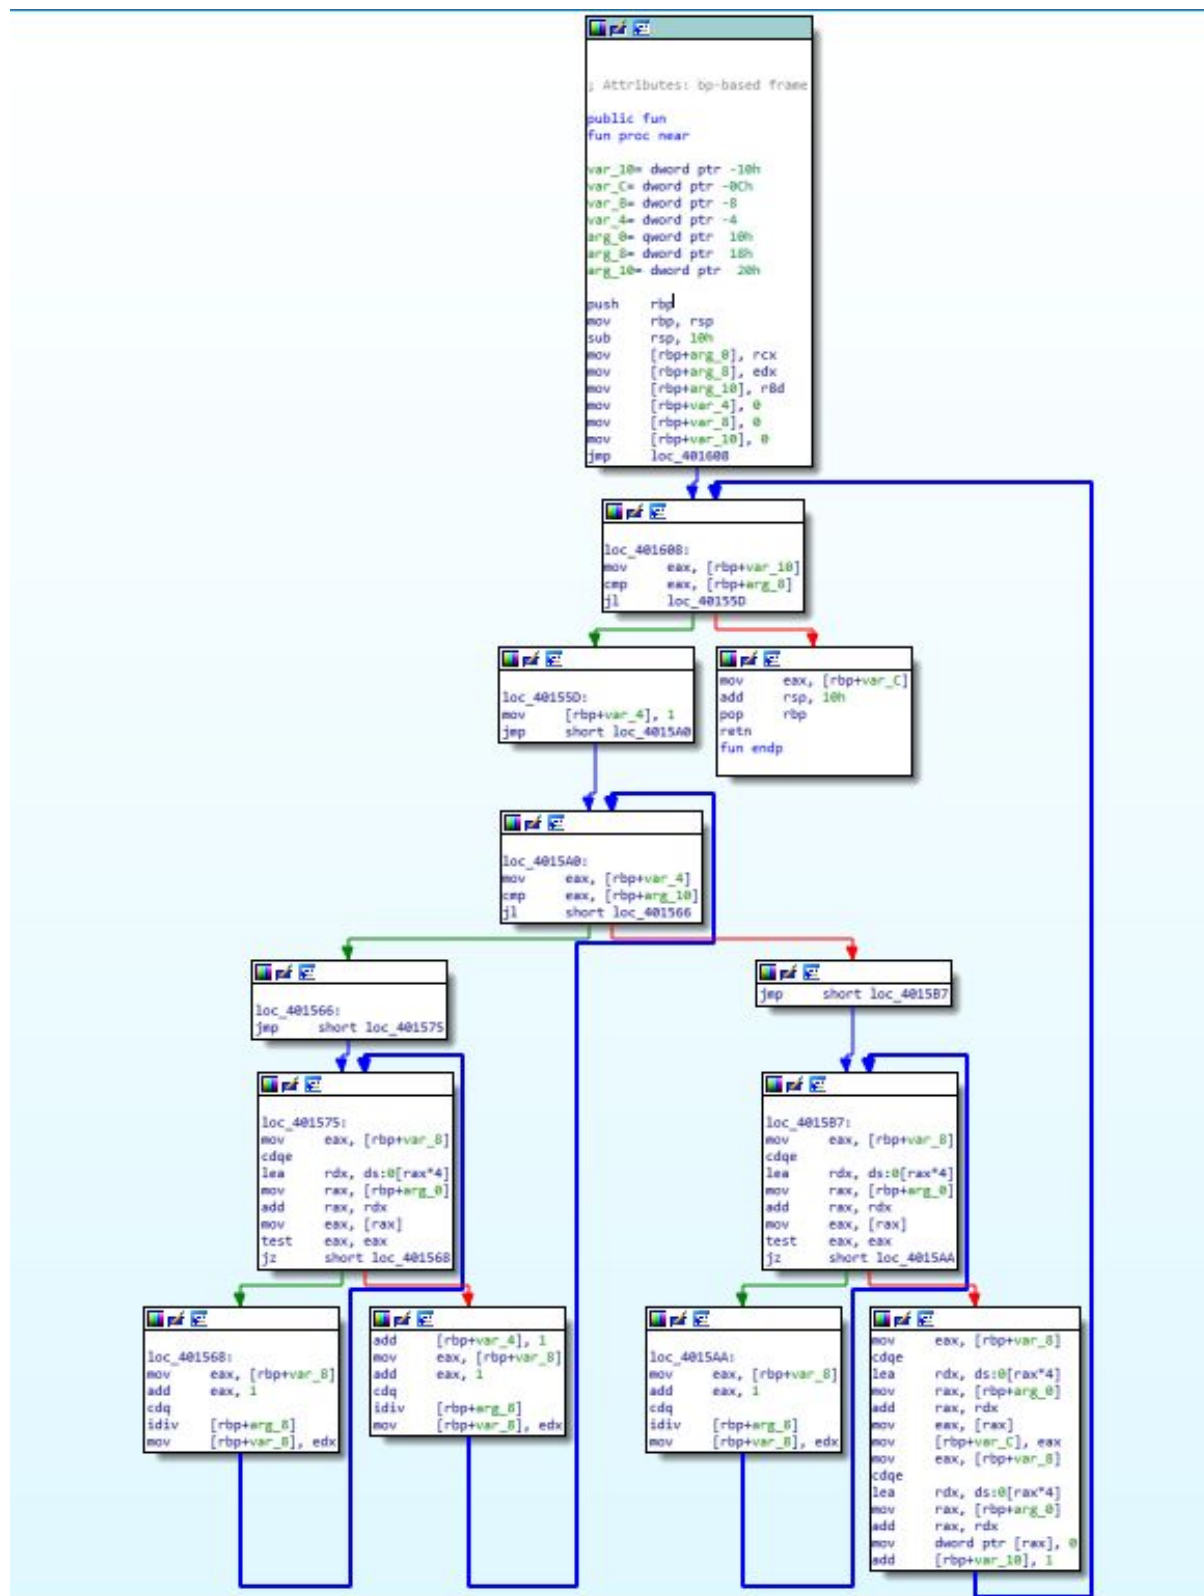 ; Attributes: bp-based frame
public fun
fun proc near
var_10= dword ptr -10h
var_C= dword ptr -0Ch
var_8= dword ptr -8
var_4= dword ptr -4
arg_0= qword ptr  10h
arg_8= dword ptr  18h
arg_10= dword ptr  20h
push    rbp
mov     rbp, rsp
sub     rsp, 10h
mov     [rbp+arg_0], rcx
mov     [rbp+arg_8], edx
mov     [rbp+arg_10], r8d
mov     [rbp+var_4], 0
mov     [rbp+var_8], 0
mov     [rbp+var_10], 0
jmp     loc_401608
loc_401608:
mov     eax, [rbp+var_10]
cmp     eax, [rbp+arg_8]
jl      loc_40155D
loc_40155D:
mov     [rbp+var_4], 1
jmp     short loc_4015A0
mov     eax, [rbp+var_C]
add     rsp, 10h
pop     rbp
retn
fun endp
loc_4015A0:
mov     eax, [rbp+var_4]
cmp     eax, [rbp+arg_10]
jl      short loc_401566
loc_401566:
jmp     short loc_401575
jmp     short loc_4015B7
loc_401575:
mov     eax, [rbp+var_8]
cdqe
lea     rdx, ds:0[rax*4]
mov     rax, [rbp+arg_0]
add     rax, rdx
mov     eax, [rax]
test    eax, eax
jz      short loc_401568
loc_4015B7:
mov     eax, [rbp+var_8]
cdqe
lea     rdx, ds:0[rax*4]
mov     rax, [rbp+arg_0]
add     rax, rdx
mov     eax, [rax]
test    eax, eax
jz      short loc_4015AA
loc_401568:
mov     eax, [rbp+var_8]
add     eax, 1
cdq
idiv    [rbp+arg_8]
mov     [rbp+var_8], edx
add     [rbp+var_4], 1
mov     eax, [rbp+var_8]
add     eax, 1
cdq
idiv    [rbp+arg_8]
mov     [rbp+var_8], edx
loc_4015AA:
mov     eax, [rbp+var_8]
add     eax, 1
cdq
idiv    [rbp+arg_8]
mov     [rbp+var_8], edx
mov     eax, [rbp+var_8]
cdqe
lea     rdx, ds:0[rax*4]
mov     rax, [rbp+arg_0]
add     rax, rdx
mov     eax, [rax]
mov     [rbp+var_C], eax
mov     eax, [rbp+var_8]
cdqe
lea     rdx, ds:0[rax*4]
mov     rax, [rbp+arg_0]
add     rax, rdx
mov     dword ptr [rax], 0
add     [rbp+var_10], 1